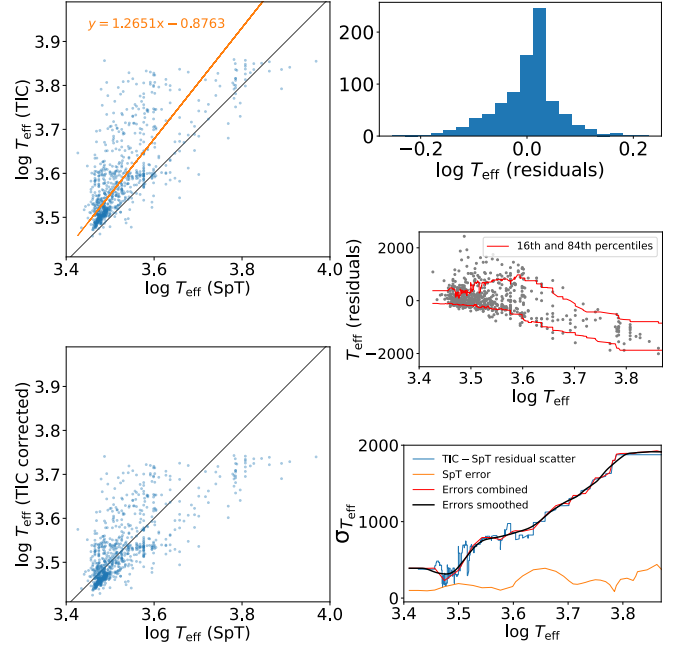 y = 1.2651x − 0.8763
3.9
3.8
3.7
3.6
3.5
log T_eff (TIC)
3.4 3.6 3.8 4.0
log T_eff (SpT)
200
100
0
−0.2 0.0 0.2
log T_eff (residuals)
16th and 84th percentiles
2000
0
−2000
T_eff (residuals)
3.4 3.5 3.6 3.7 3.8
log T_eff
3.9
3.8
3.7
3.6
3.5
log T_eff (TIC corrected)
3.4 3.6 3.8 4.0
log T_eff (SpT)
TIC − SpT residual scatter
SpT error
Errors combined
Errors smoothed
2000
1000
0
σ_T_eff
3.4 3.5 3.6 3.7 3.8
log T_eff